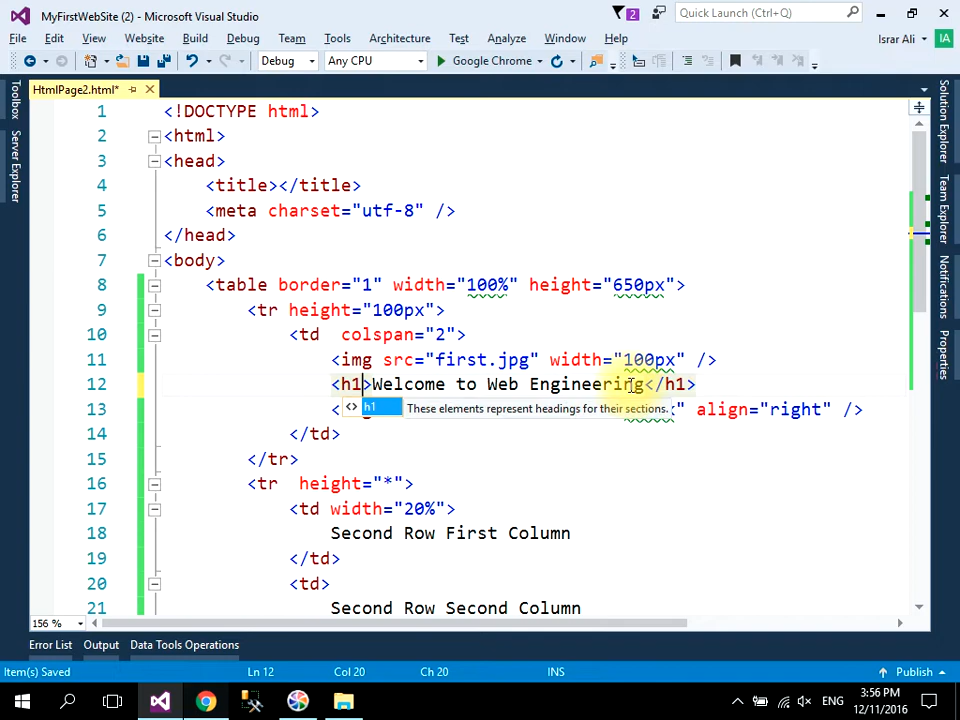 MyFirstWebSite (2) - Microsoft Visual Studio
2
Quick Launch (Ctrl+Q)
File Edit View Website Build Debug Team Tools Architecture Test Analyze Window Help
Israr Ali IA
Debug Any CPU Google Chrome
HtmlPage2.html*
Toolbox
Server Explorer
Solution Explorer
Team Explorer
Notifications
Properties
1 <!DOCTYPE html>
2 <html>
3 <head>
4 <title></title>
5 <meta charset="utf-8" />
6 </head>
7 <body>
8 <table border="1" width="100%" height="650px">
9 <tr height="100px">
10 <td colspan="2">
11 <img src="first.jpg" width="100px" />
12 <h1>Welcome to Web Engineering</h1>
13 < " align="right" />
<> h1 These elements represent headings for their sections.
14 </td>
15 </tr>
16 <tr height="*">
17 <td width="20%">
18 Second Row First Column
19 </td>
20 <td>
21 Second Row Second Column
156 %
Error List Output Data Tools Operations
Item(s) Saved Ln 12 Col 20 Ch 20 INS Publish
ENG 3:56 PM
12/11/2016